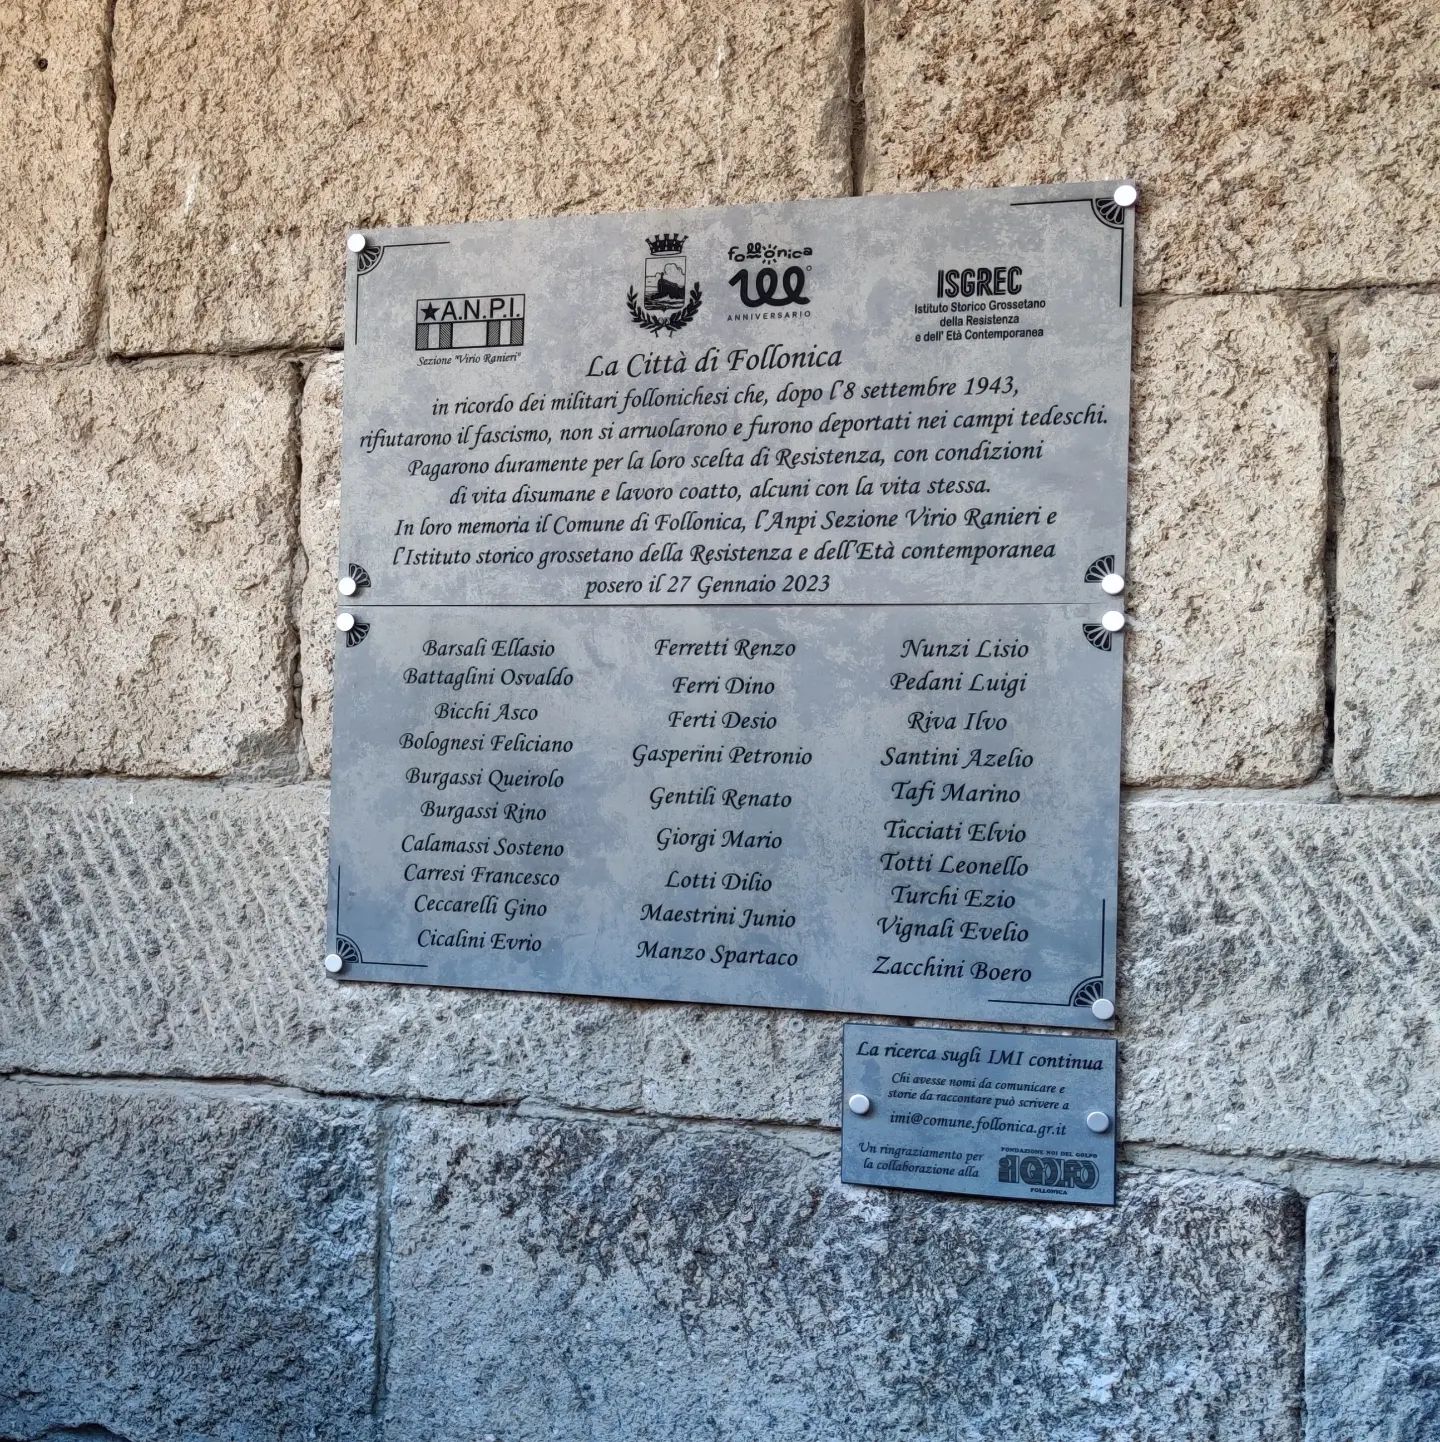 A.N.P.I.
Sezione "Virio Ranieri"
follonica
100°
ANNIVERSARIO
ISGREC
Istituto Storico Grossetano
della Resistenza
e dell' Età Contemporanea
La Città di Follonica
in ricordo dei militari follonichesi che, dopo l'8 settembre 1943,
rifiutarono il fascismo, non si arruolarono e furono deportati nei campi tedeschi.
Pagarono duramente per la loro scelta di Resistenza, con condizioni
di vita disumane e lavoro coatto, alcuni con la vita stessa.
In loro memoria il Comune di Follonica, l'Anpi Sezione Virio Ranieri e
l'Istituto storico grossetano della Resistenza e dell'Età contemporanea
posero il 27 Gennaio 2023
Barsali Ellasio
Battaglini Osvaldo
Bicchi Asco
Bolognesi Feliciano
Burgassi Queirolo
Burgassi Rino
Calamassi Sosteno
Carresi Francesco
Ceccarelli Gino
Cicalini Evrio
Ferretti Renzo
Ferri Dino
Ferti Desio
Gasperini Petronio
Gentili Renato
Giorgi Mario
Lotti Dilio
Maestrini Junio
Manzo Spartaco
Nunzi Lisio
Pedani Luigi
Riva Ilvo
Santini Azelio
Tafi Marino
Ticciati Elvio
Totti Leonello
Turchi Ezio
Vignali Evelio
Zacchini Boero
La ricerca sugli IMI continua
Chi avesse nomi da comunicare e
storie da raccontare può scrivere a
imi@comune.follonica.gr.it
Un ringraziamento per
la collaborazione alla
FONDAZIONE NOI DEL GOLFO
il GOLFO
FOLLONICA